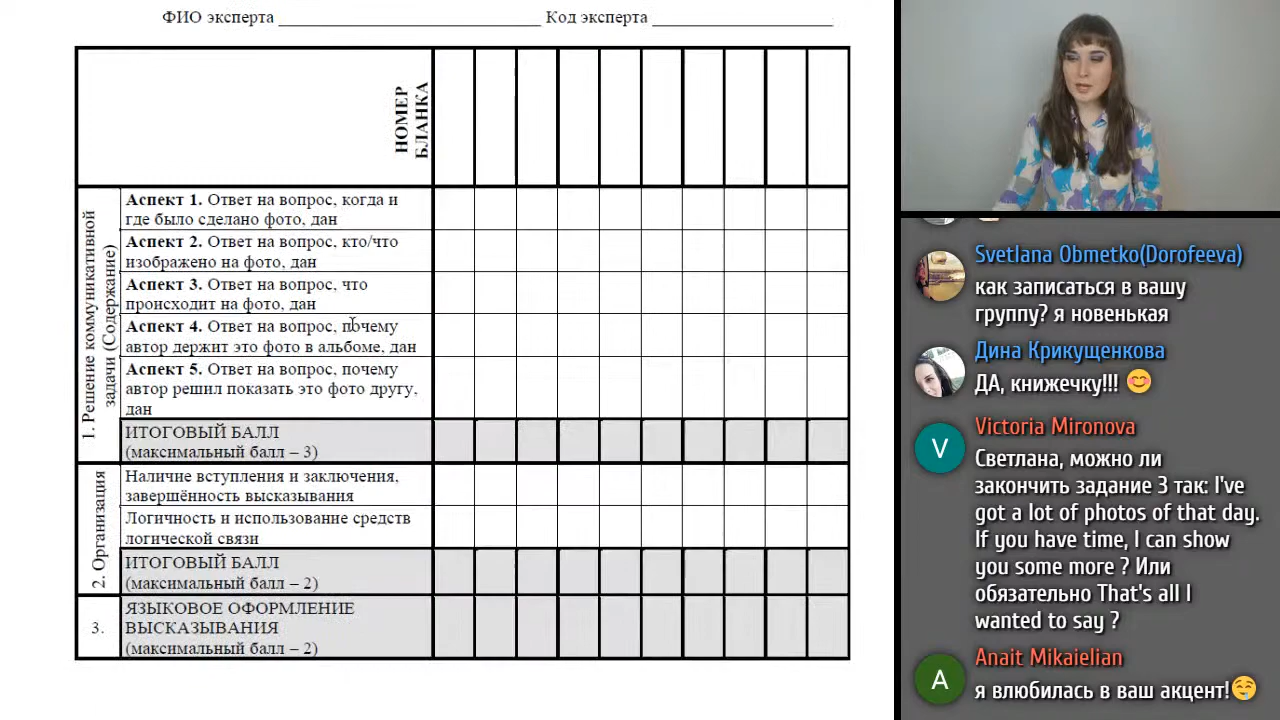 ФИО эксперта ______________________________ Код эксперта _____________________
НОМЕР
БЛАНКА
1. Решение коммуникативной
задачи (Содержание)
Аспект 1. Ответ на вопрос, когда и
где было сделано фото, дан
Аспект 2. Ответ на вопрос, кто/что
изображено на фото, дан
Аспект 3. Ответ на вопрос, что
происходит на фото, дан
Аспект 4. Ответ на вопрос, почему
автор держит это фото в альбоме, дан
Аспект 5. Ответ на вопрос, почему
автор решил показать это фото другу,
дан
ИТОГОВЫЙ БАЛЛ
(максимальный балл – 3)
2. Организация
Наличие вступления и заключения,
завершённость высказывания
Логичность и использование средств
логической связи
ИТОГОВЫЙ БАЛЛ
(максимальный балл – 2)
3.
ЯЗЫКОВОЕ ОФОРМЛЕНИЕ
ВЫСКАЗЫВАНИЯ
(максимальный балл – 2)
Svetlana Obmetko(Dorofeeva)
как записаться в вашу
группу? я новенькая
Дина Крикущенкова
ДА, книжечку!!! 😊
V
Victoria Mironova
Светлана, можно ли
закончить задание 3 так: I've
got a lot of photos of that day.
If you have time, I can show
you some more ? Или
обязательно That's all I
wanted to say ?
A
Anait Mikaielian
я влюбилась в ваш акцент!🤤